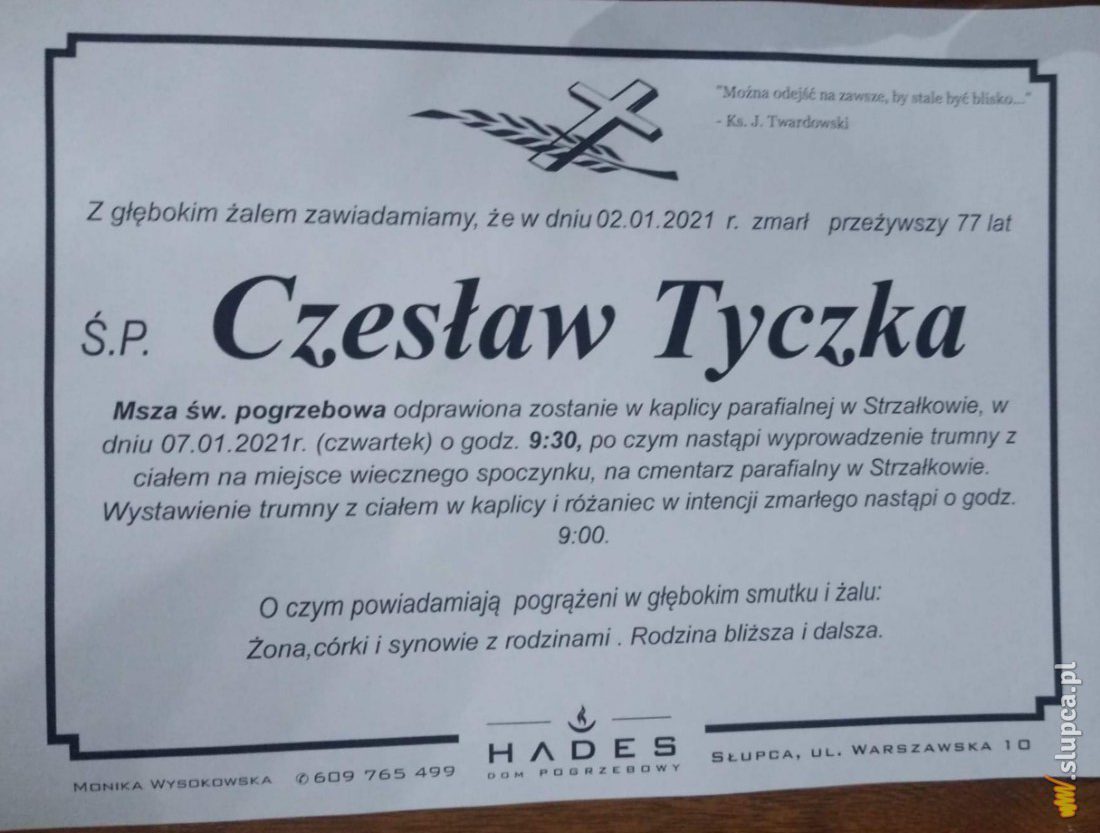 "Można odejść na zawsze, by stale być blisko..."
- Ks. J. Twardowski
Z głębokim żalem zawiadamiamy, że w dniu 02.01.2021 r. zmarł przeżywszy 77 lat
Ś.P. Czesław Tyczka
Msza św. pogrzebowa odprawiona zostanie w kaplicy parafialnej w Strzałkowie, w
dniu 07.01.2021r. (czwartek) o godz. 9:30, po czym nastąpi wyprowadzenie trumny z
ciałem na miejsce wiecznego spoczynku, na cmentarz parafialny w Strzałkowie.
Wystawienie trumny z ciałem w kaplicy i różaniec w intencji zmarłego nastąpi o godz.
9:00.
O czym powiadamiają pogrążeni w głębokim smutku i żalu:
Żona,córki i synowie z rodzinami . Rodzina bliższa i dalsza.
HADES
DOM POGRZEBOWY
Monika Wysokowska ✆609 765 499
Słupca, ul. Warszawska 10
.slupca.pl